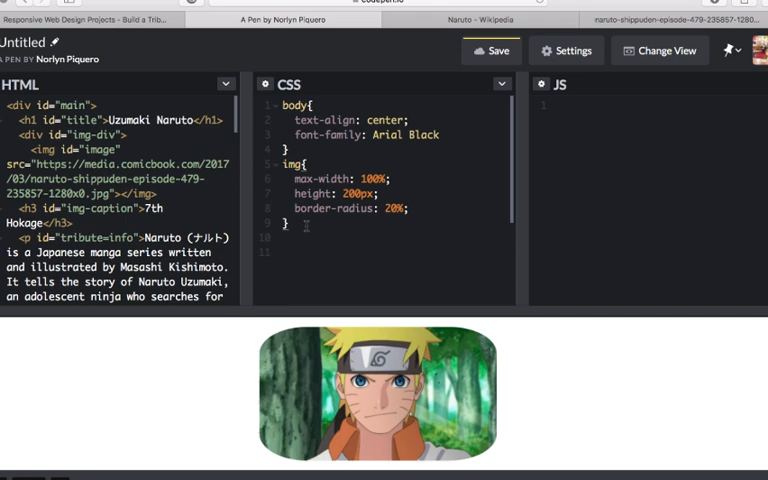 codepen.io
Responsive Web Design Projects - Build a Trib...
A Pen by Norlyn Piquero
Naruto - Wikipedia
naruto-shippuden-episode-479-235857-1280...
Untitled
A PEN BY Norlyn Piquero
Save
Settings
Change View
HTML
<div id="main">
<h1 id="title">Uzumaki Naruto</h1>
<div id="img-div">
<img id="image"
src="https://media.comicbook.com/2017
/03/naruto-shippuden-episode-479-
235857-1280x0.jpg"></img>
<h3 id="img-caption">7th
Hokage</h3>
<p id="tribute=info">Naruto (ナルト)
is a Japanese manga series written
and illustrated by Masashi Kishimoto.
It tells the story of Naruto Uzumaki,
an adolescent ninja who searches for
CSS
1 body{
2 text-align: center;
3 font-family: Arial Black
4 }
5 img{
6 max-width: 100%;
7 height: 200px;
8 border-radius: 20%;
9 }
10
11
JS
1